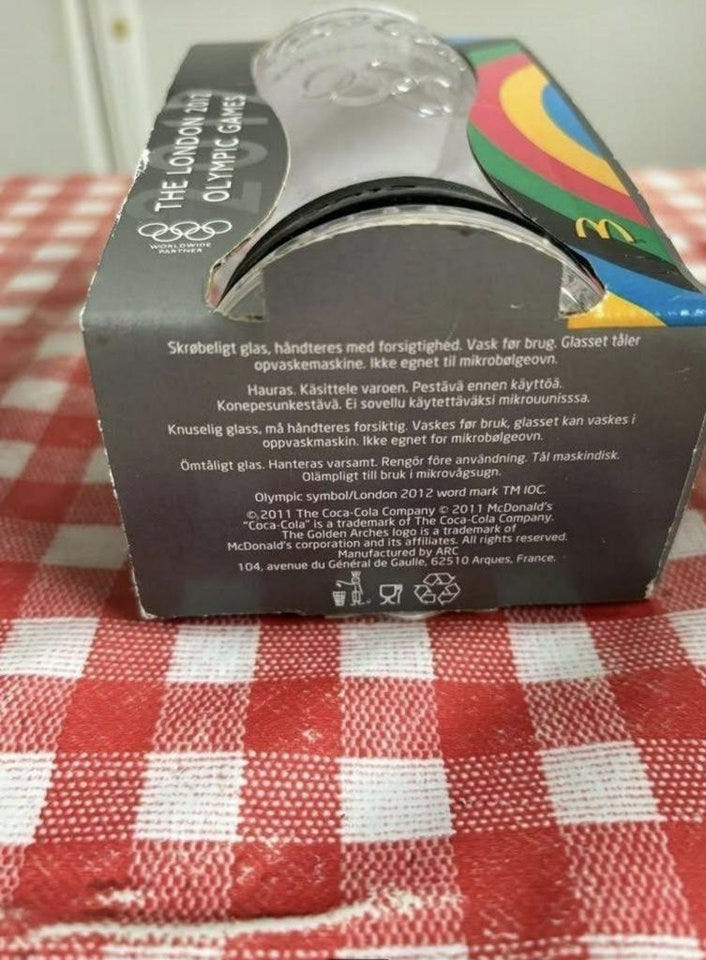 THE LONDON 2012
OLYMPIC GAMES
WORLDWIDE
PARTNER
Skrøbeligt glas, håndteres med forsigtighed. Vask før brug. Glasset tåler
opvaskemaskine. Ikke egnet til mikrobølgeovn.
Hauras. Käsittele varoen. Pestävä ennen käyttöä.
Konepesunkestävä. Ei sovellu käytettäväksi mikrouunisssa.
Knuselig glass, må håndteres forsiktig. Vaskes før bruk, glasset kan vaskes i
oppvaskmaskin. Ikke egnet for mikrobølgeovn.
Ömtåligt glas. Hanteras varsamt. Rengör före användning. Tål maskindisk.
Olämpligt till bruk i mikrovågsugn.
Olympic symbol/London 2012 word mark TM IOC.
©2011 The Coca-Cola Company © 2011 McDonald's
"Coca-Cola" is a trademark of The Coca-Cola Company.
The Golden Arches logo is a trademark of
McDonald's corporation and its affiliates. All rights reserved.
Manufactured by ARC
104, avenue du Général de Gaulle, 62510 Arques, France.